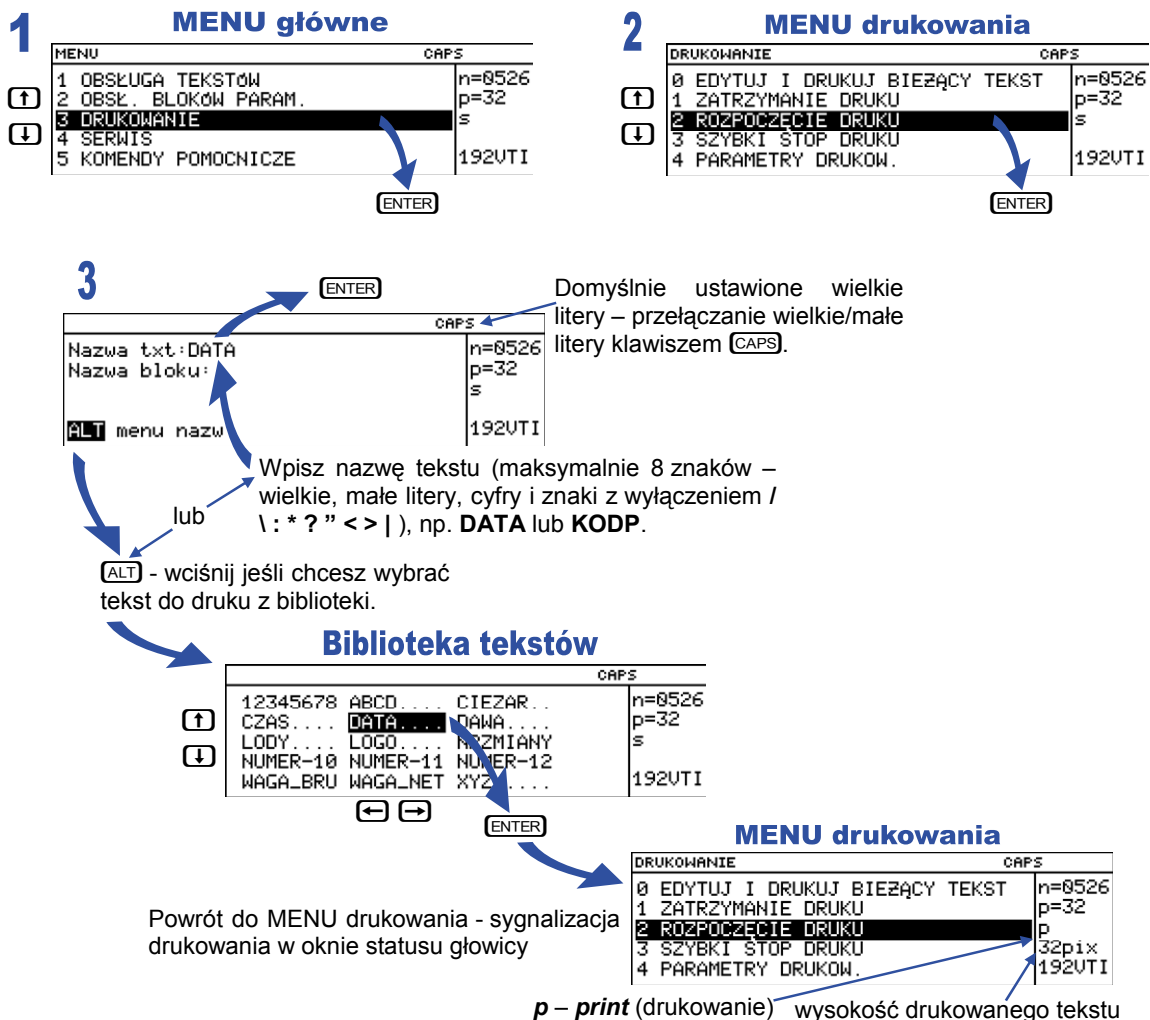 1
MENU główne
MENU CAPS
1 OBSŁUGA TEKSTÓW
2 OBSŁ. BLOKÓW PARAM.
3 DRUKOWANIE
4 SERWIS
5 KOMENDY POMOCNICZE
n=0526
p=32
s
192VTI
ENTER
2
MENU drukowania
DRUKOWANIE CAPS
0 EDYTUJ I DRUKUJ BIEŻĄCY TEKST
1 ZATRZYMANIE DRUKU
2 ROZPOCZĘCIE DRUKU
3 SZYBKI STOP DRUKU
4 PARAMETRY DRUKOW.
n=0526
p=32
s
192VTI
ENTER
3
ENTER
CAPS
Nazwa txt:DATA
Nazwa bloku:
ALT menu nazw
n=0526
p=32
s
192VTI
Domyślnie ustawione wielkie
litery – przełączanie wielkie/małe
litery klawiszem CAPS.
Wpisz nazwę tekstu (maksymalnie 8 znaków –
wielkie, małe litery, cyfry i znaki z wyłączeniem /
\ : * ? ” < > | ), np. DATA lub KODP.
lub
ALT - wciśnij jeśli chcesz wybrać
tekst do druku z biblioteki.
Biblioteka tekstów
CAPS
12345678 ABCD.... CIEZAR..
CZAS.... DATA.... DAWA....
LODY.... LOGO.... NRZMIANY
NUMER-10 NUMER-11 NUMER-12
WAGA_BRU WAGA_NET XYZ.....
n=0526
p=32
s
192VTI
ENTER
MENU drukowania
DRUKOWANIE CAPS
0 EDYTUJ I DRUKUJ BIEŻĄCY TEKST
1 ZATRZYMANIE DRUKU
2 ROZPOCZĘCIE DRUKU
3 SZYBKI STOP DRUKU
4 PARAMETRY DRUKOW.
n=0526
p=32
p
32pix
192VTI
Powrót do MENU drukowania - sygnalizacja
drukowania w oknie statusu głowicy
p – print (drukowanie) wysokość drukowanego tekstu